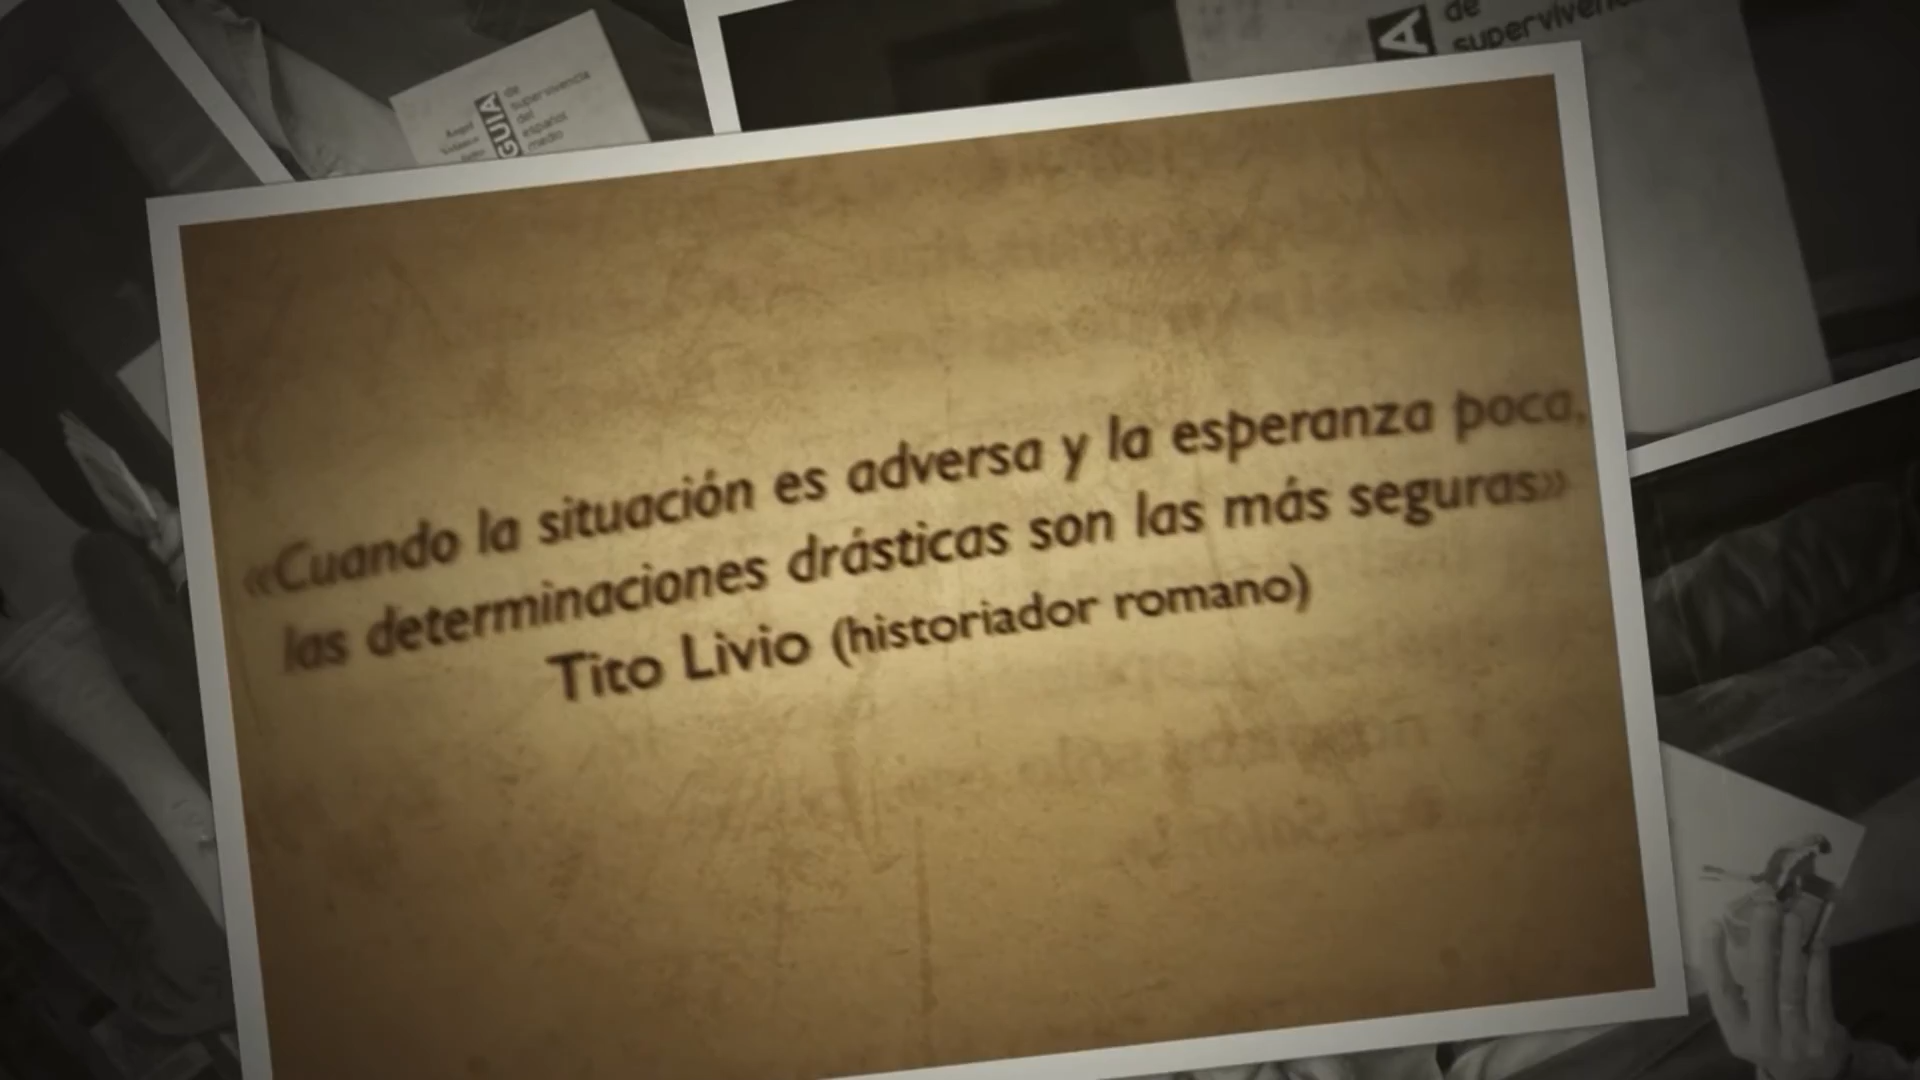 de
supervivencia
del
español
medio
GUIA
Angel
A
de
«Cuando la situación es adversa y la esperanza poca,
las determinaciones drásticas son las más seguras»
Tito Livio (historiador romano)